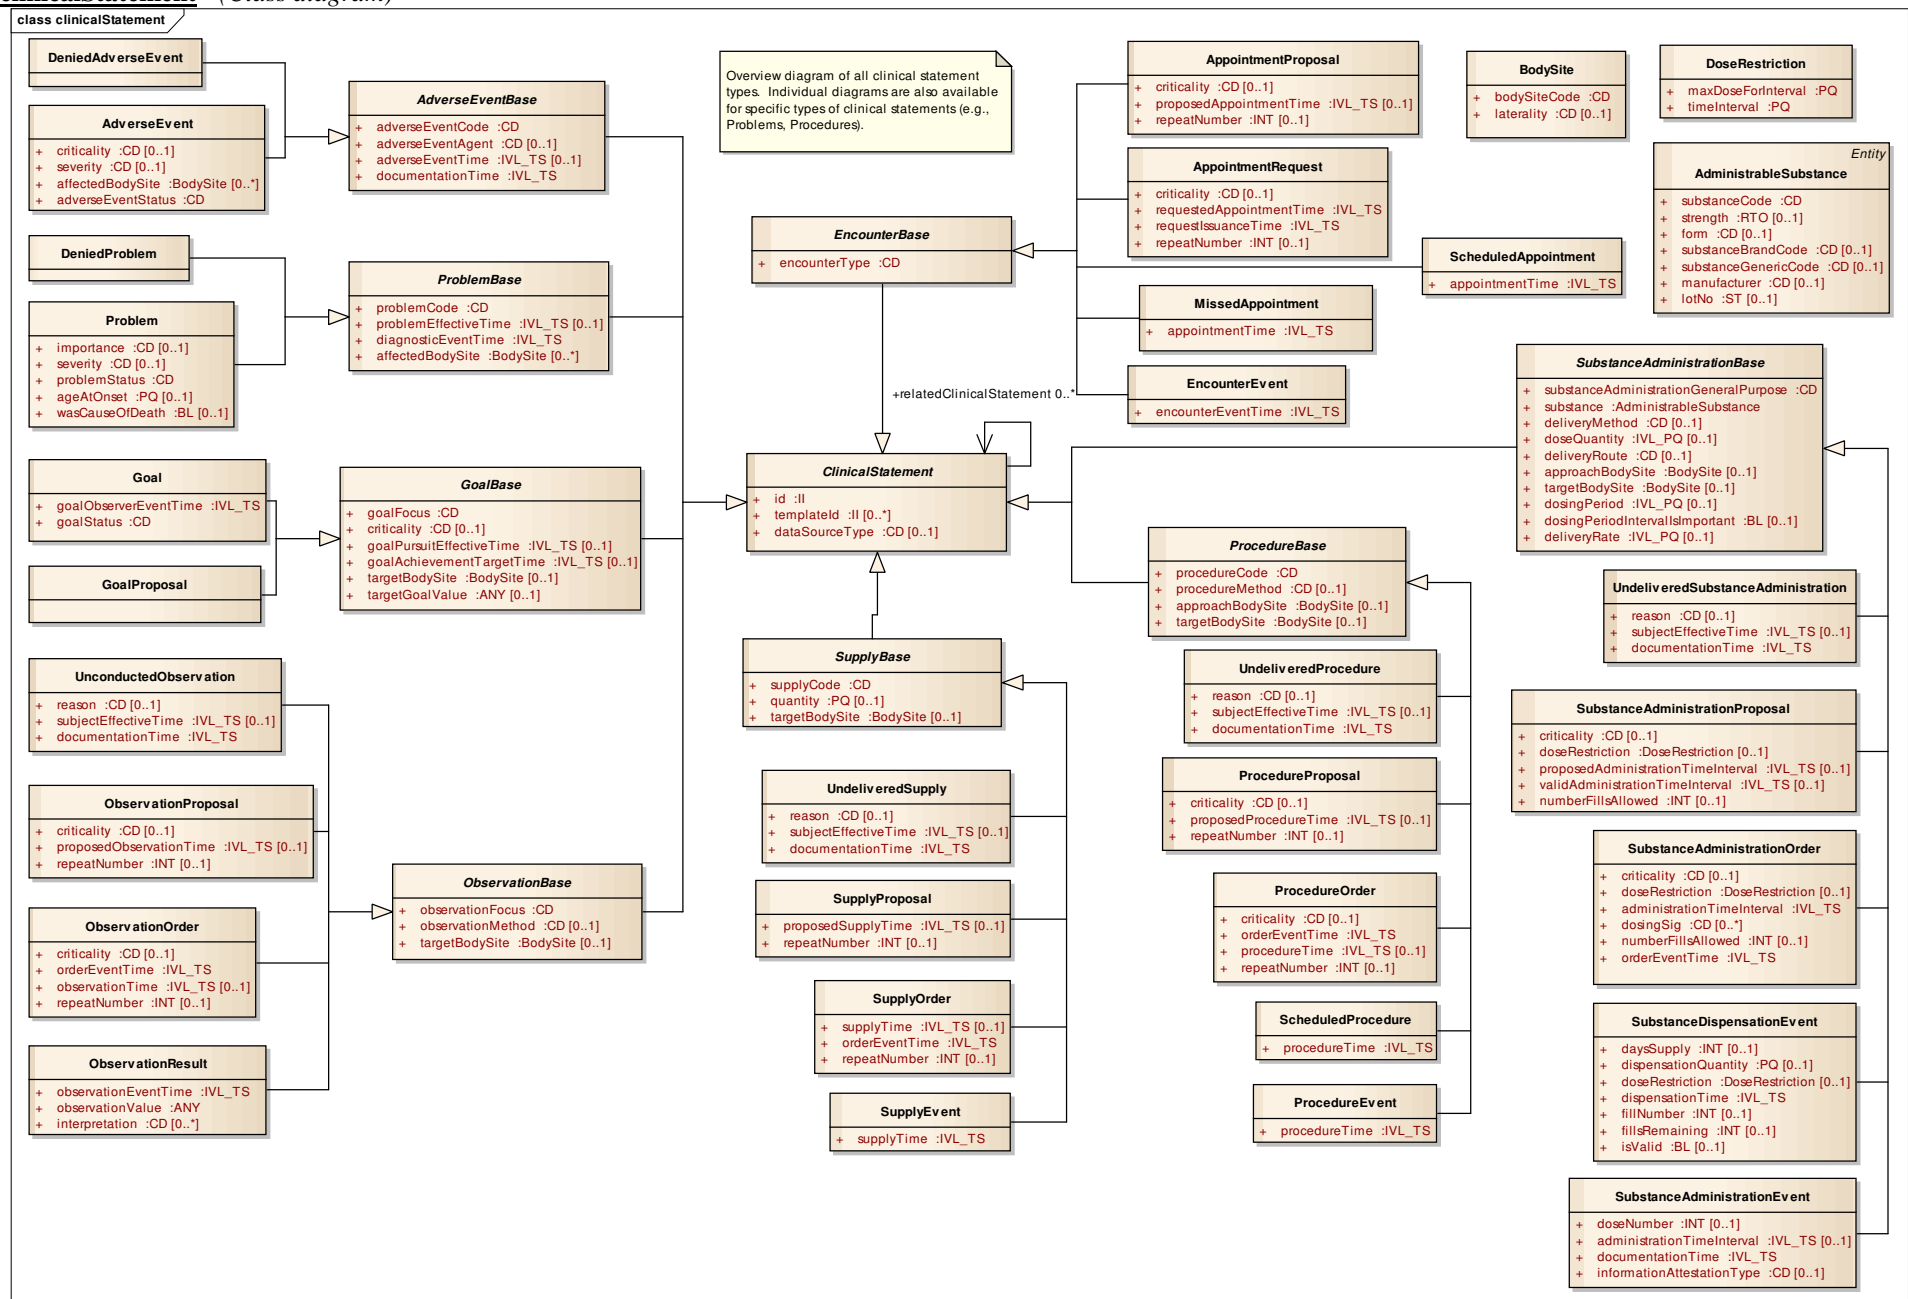 clinicalStatement (Class diagram)
class clinicalStatement
DeniedAdverseEvent
AdverseEvent
+ criticality :CD [0..1]
+ severity :CD [0..1]
+ affectedBodySite :BodySite [0..*]
+ adverseEventStatus :CD
AdverseEventBase
+ adverseEventCode :CD
+ adverseEventAgent :CD [0..1]
+ adverseEventTime :IVL_TS [0..1]
+ documentationTime :IVL_TS
DeniedProblem
Problem
+ importance :CD [0..1]
+ severity :CD [0..1]
+ problemStatus :CD
+ ageAtOnset :PQ [0..1]
+ wasCauseOfDeath :BL [0..1]
ProblemBase
+ problemCode :CD
+ problemEffectiveTime :IVL_TS [0..1]
+ diagnosticEventTime :IVL_TS
+ affectedBodySite :BodySite [0..*]
Goal
+ goalObserverEventTime :IVL_TS
+ goalStatus :CD
GoalProposal
GoalBase
+ goalFocus :CD
+ criticality :CD [0..1]
+ goalPursuitEffectiveTime :IVL_TS [0..1]
+ goalAchievementTargetTime :IVL_TS [0..1]
+ targetBodySite :BodySite [0..1]
+ targetGoalValue :ANY [0..1]
UnconductedObservation
+ reason :CD [0..1]
+ subjectEffectiveTime :IVL_TS [0..1]
+ documentationTime :IVL_TS
ObservationProposal
+ criticality :CD [0..1]
+ proposedObservationTime :IVL_TS [0..1]
+ repeatNumber :INT [0..1]
ObservationOrder
+ criticality :CD [0..1]
+ orderEventTime :IVL_TS
+ observationTime :IVL_TS [0..1]
+ repeatNumber :INT [0..1]
ObservationResult
+ observationEventTime :IVL_TS
+ observationValue :ANY
+ interpretation :CD [0..*]
ObservationBase
+ observationFocus :CD
+ observationMethod :CD [0..1]
+ targetBodySite :BodySite [0..1]
Overview diagram of all clinical statement
types. Individual diagrams are also available
for specific types of clinical statements (e.g.,
Problems, Procedures).
EncounterBase
+ encounterType :CD
+relatedClinicalStatement 0..*
ClinicalStatement
+ id :II
+ templateId :II [0..*]
+ dataSourceType :CD [0..1]
SupplyBase
+ supplyCode :CD
+ quantity :PQ [0..1]
+ targetBodySite :BodySite [0..1]
UndeliveredSupply
+ reason :CD [0..1]
+ subjectEffectiveTime :IVL_TS [0..1]
+ documentationTime :IVL_TS
SupplyProposal
+ proposedSupplyTime :IVL_TS [0..1]
+ repeatNumber :INT [0..1]
SupplyOrder
+ supplyTime :IVL_TS [0..1]
+ orderEventTime :IVL_TS
+ repeatNumber :INT [0..1]
SupplyEvent
+ supplyTime :IVL_TS
AppointmentProposal
+ criticality :CD [0..1]
+ proposedAppointmentTime :IVL_TS [0..1]
+ repeatNumber :INT [0..1]
AppointmentRequest
+ criticality :CD [0..1]
+ requestedAppointmentTime :IVL_TS
+ requestIssuanceTime :IVL_TS
+ repeatNumber :INT [0..1]
ScheduledAppointment
+ appointmentTime :IVL_TS
MissedAppointment
+ appointmentTime :IVL_TS
EncounterEvent
+ encounterEventTime :IVL_TS
ProcedureBase
+ procedureCode :CD
+ procedureMethod :CD [0..1]
+ approachBodySite :BodySite [0..1]
+ targetBodySite :BodySite [0..1]
UndeliveredProcedure
+ reason :CD [0..1]
+ subjectEffectiveTime :IVL_TS [0..1]
+ documentationTime :IVL_TS
ProcedureProposal
+ criticality :CD [0..1]
+ proposedProcedureTime :IVL_TS [0..1]
+ repeatNumber :INT [0..1]
ProcedureOrder
+ criticality :CD [0..1]
+ orderEventTime :IVL_TS
+ procedureTime :IVL_TS [0..1]
+ repeatNumber :INT [0..1]
ScheduledProcedure
+ procedureTime :IVL_TS
ProcedureEvent
+ procedureTime :IVL_TS
BodySite
+ bodySiteCode :CD
+ laterality :CD [0..1]
DoseRestriction
+ maxDoseForInterval :PQ
+ timeInterval :PQ
Entity
AdministrableSubstance
+ substanceCode :CD
+ strength :RTO [0..1]
+ form :CD [0..1]
+ substanceBrandCode :CD [0..1]
+ substanceGenericCode :CD [0..1]
+ manufacturer :CD [0..1]
+ lotNo :ST [0..1]
SubstanceAdministrationBase
+ substanceAdministrationGeneralPurpose :CD
+ substance :AdministrableSubstance
+ deliveryMethod :CD [0..1]
+ doseQuantity :IVL_PQ [0..1]
+ deliveryRoute :CD [0..1]
+ approachBodySite :BodySite [0..1]
+ targetBodySite :BodySite [0..1]
+ dosingPeriod :IVL_PQ [0..1]
+ dosingPeriodIntervalIsImportant :BL [0..1]
+ deliveryRate :IVL_PQ [0..1]
UndeliveredSubstanceAdministration
+ reason :CD [0..1]
+ subjectEffectiveTime :IVL_TS [0..1]
+ documentationTime :IVL_TS
SubstanceAdministrationProposal
+ criticality :CD [0..1]
+ doseRestriction :DoseRestriction [0..1]
+ proposedAdministrationTimeInterval :IVL_TS [0..1]
+ validAdministrationTimeInterval :IVL_TS [0..1]
+ numberFillsAllowed :INT [0..1]
SubstanceAdministrationOrder
+ criticality :CD [0..1]
+ doseRestriction :DoseRestriction [0..1]
+ administrationTimeInterval :IVL_TS
+ dosingSig :CD [0..*]
+ numberFillsAllowed :INT [0..1]
+ orderEventTime :IVL_TS
SubstanceDispensationEvent
+ daysSupply :INT [0..1]
+ dispensationQuantity :PQ [0..1]
+ doseRestriction :DoseRestriction [0..1]
+ dispensationTime :IVL_TS
+ fillNumber :INT [0..1]
+ fillsRemaining :INT [0..1]
+ isValid :BL [0..1]
SubstanceAdministrationEvent
+ doseNumber :INT [0..1]
+ administrationTimeInterval :IVL_TS [0..1]
+ documentationTime :IVL_TS
+ informationAttestationType :CD [0..1]